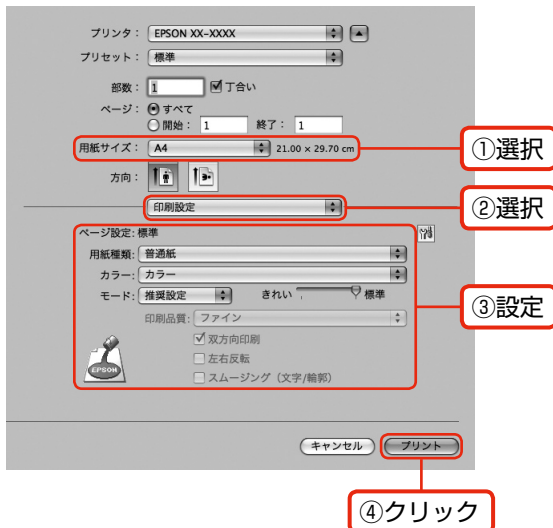 プリンタ： EPSON XX-XXXX
プリセット： 標準
部数： 1 丁合い
ページ： すべて
開始： 1 終了： 1
用紙サイズ： A4 21.00 × 29.70 cm
①選択
方向：
印刷設定
②選択
ページ設定: 標準
用紙種類: 普通紙
カラー: カラー
モード: 推奨設定 きれい 標準
③設定
印刷品質: ファイン
双方向印刷
左右反転
スムージング（文字/輪郭）
EPSON
キャンセル プリント
④クリック